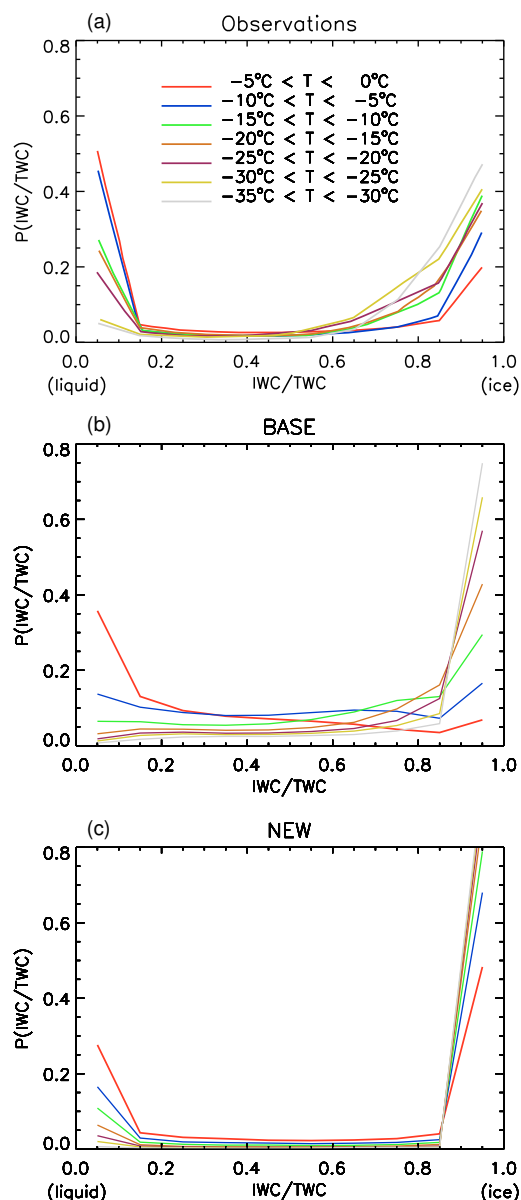 (a)
Observations
0.8
0.6
0.4
0.2
0.0
P(IWC/TWC)
−5°C < T < 0°C
−10°C < T < −5°C
−15°C < T < −10°C
−20°C < T < −15°C
−25°C < T < −20°C
−30°C < T < −25°C
−35°C < T < −30°C
0.0 0.2 0.4 0.6 0.8 1.0
(liquid) IWC/TWC (ice)
(b)
BASE
0.8
0.6
0.4
0.2
0.0
P(IWC/TWC)
0.0 0.2 0.4 0.6 0.8 1.0
IWC/TWC
(c)
NEW
0.8
0.6
0.4
0.2
0.0
P(IWC/TWC)
0.0 0.2 0.4 0.6 0.8 1.0
(liquid) IWC/TWC (ice)